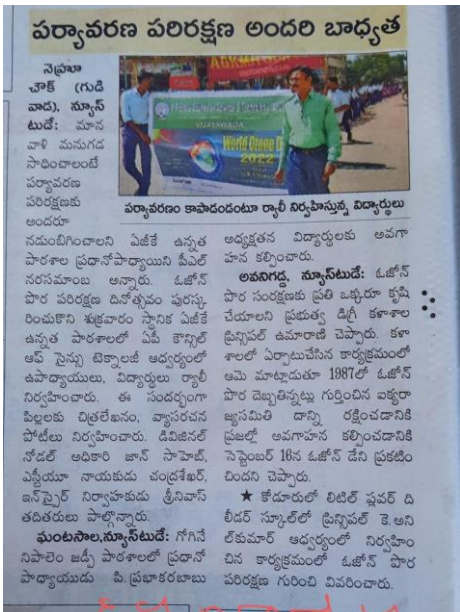 పర్యావరణ పరిరక్షణ అందరి బాధ్యత
నెహ్రూ
చౌక్ (గుడి
వాడ), న్యూస్
టుడే: మాన
వాళి మనుగడ
సాధించాలంటే
పర్యావరణ
పరిరక్షణకు
అందరూ
నడుంబిగించాలని ఏజీకే ఉన్నత
పాఠశాల ప్రధానోపాధ్యాయిని పీఎల్
నరసమాంబ అన్నారు. ఓజోన్
పొర పరిరక్షణ దినోత్సవం పురస్క
రించుకొని శుక్రవారం స్థానిక ఏజీకే
ఉన్నత పాఠశాలలో ఏపీ కౌన్సిల్
ఆఫ్ సైన్సు టెక్నాలజీ ఆధ్వర్యంలో
ఉపాధ్యాయులు, విద్యార్థులు ర్యాలీ
నిర్వహించారు. ఈ సందర్భంగా
పిల్లలకు చిత్రలేఖనం, వ్యాసరచన
పోటీలు నిర్వహించారు. డివిజినల్
నోడల్ అధికారి జాన్ సాహెబ్,
ఎస్టీయూ నాయకుడు చంద్రశేఖర్,
ఇన్‌స్పైర్ నిర్వాహకుడు శ్రీనివాస్
తదితరులు పాల్గొన్నారు.
ఘంటసాల,న్యూస్‌టుడే: గోగినే
నిపాలెం జడ్పీ పాఠశాలలో ప్రధానో
పాధ్యాయుడు పి.ప్రభాకరబాబు
VIJAYAWADA
World Ozone D
2022
పర్యావరణం కాపాడండంటూ ర్యాలీ నిర్వహిస్తున్న విద్యార్థులు
అధ్యక్షతన విద్యార్థులకు అవగా
హన కల్పించారు.
అవనిగడ్డ, న్యూస్‌టుడే: ఓజోన్
పొర సంరక్షణకు ప్రతి ఒక్కరూ కృషి
చేయాలని ప్రభుత్వ డిగ్రీ కళాశాల
ప్రిన్సిపల్ ఉమారాణి చెప్పారు. కళా
శాలలో ఏర్పాటుచేసిన కార్యక్రమంలో
ఆమె మాట్లాడుతూ 1987లో ఓజోన్
పొర దెబ్బతిన్నట్లు గుర్తించిన ఐక్యరా
జ్యసమితి దాన్ని రక్షించడానికి
ప్రజల్లో అవగాహన కల్పించడానికి
సెప్టెంబర్ 16న ఓజోన్ డేని ప్రకటిం
చిందని చెప్పారు.
★ కోడూరులో లిటిల్ ఫ్లవర్ ది
లీడర్ స్కూల్‌లో ప్రిన్సిపల్ కె.అని
ల్‌కుమార్ ఆధ్వర్యంలో నిర్వహిం
చిన కార్యక్రమంలో ఓజోన్ పొర
పరిరక్షణ గురించి వివరించారు.